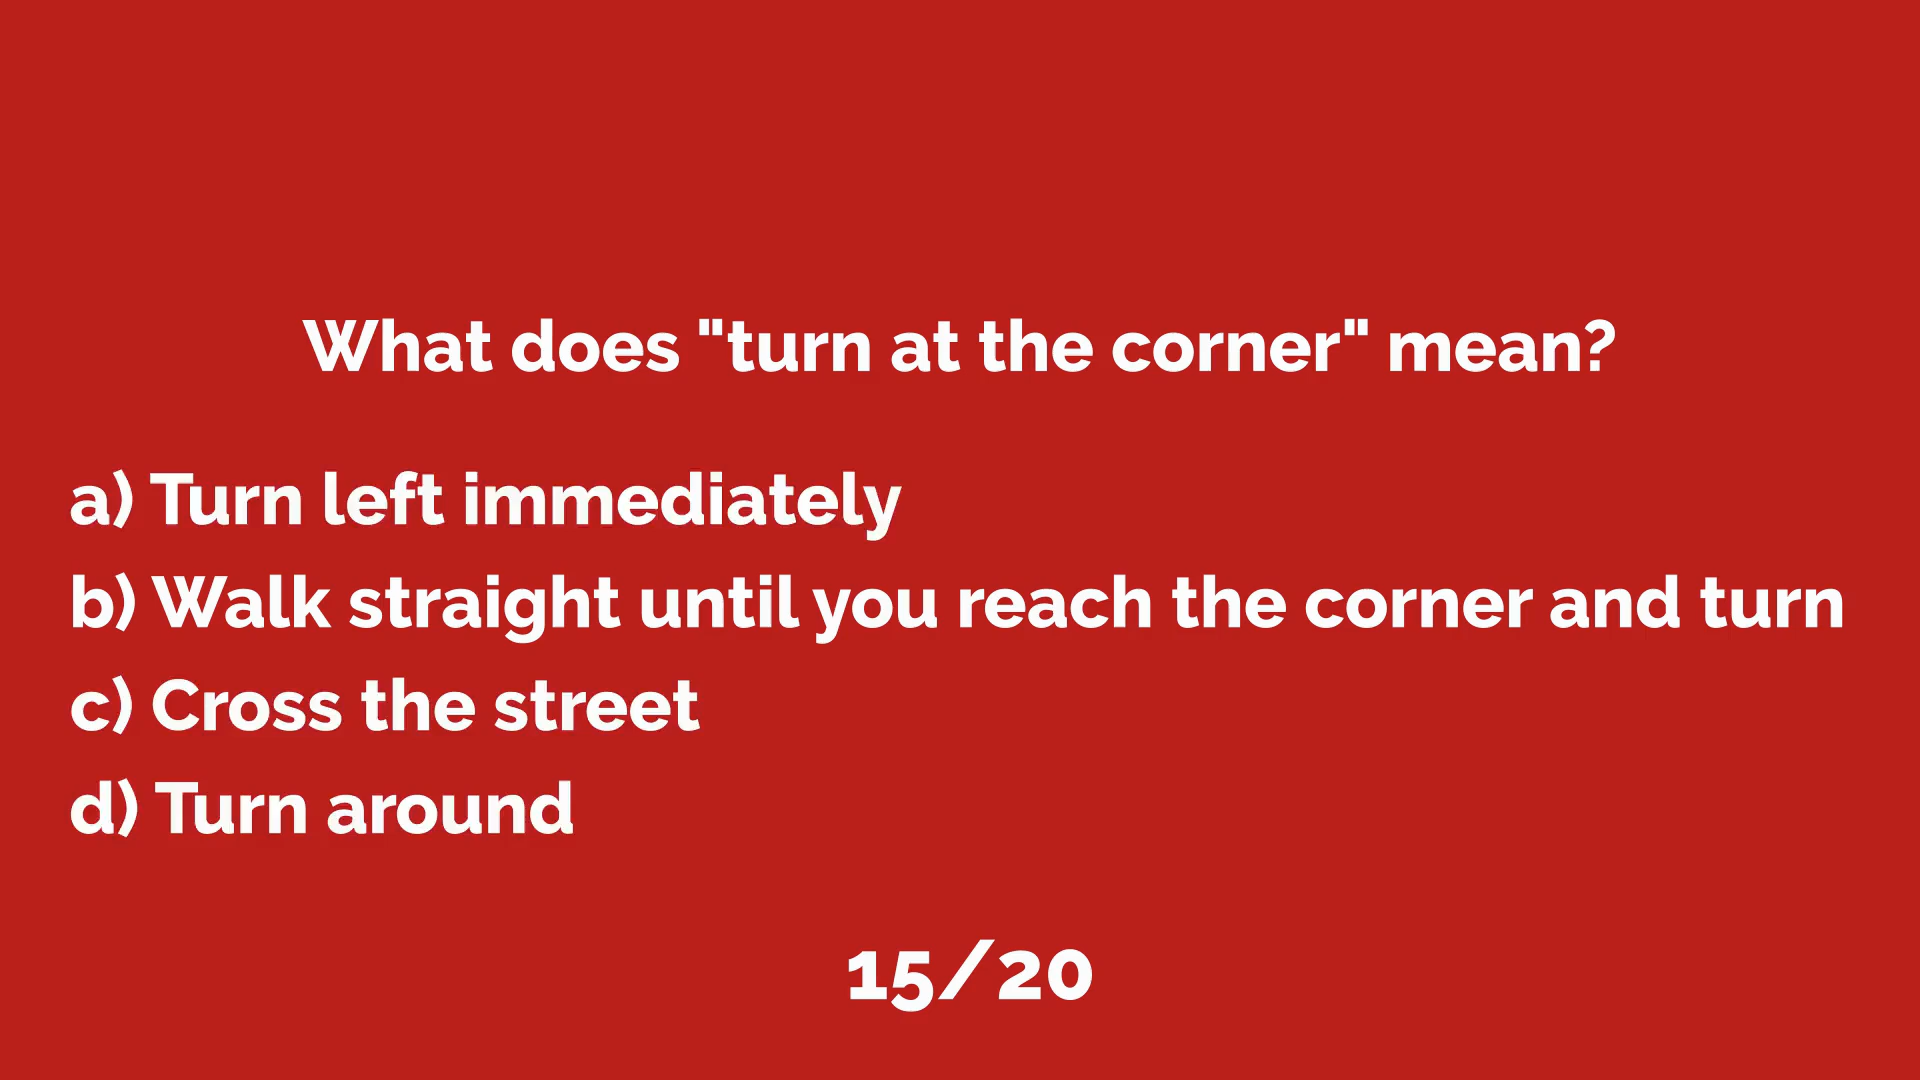 What does "turn at the corner" mean?
a) Turn left immediately
b) Walk straight until you reach the corner and turn
c) Cross the street
d) Turn around
15/20